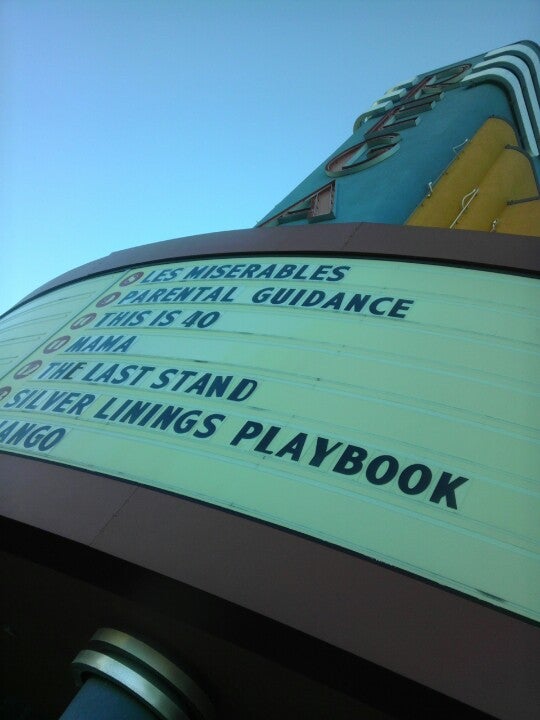 LES MISERABLES
PARENTAL GUIDANCE
THIS IS 40
MAMA
THE LAST STAND
SILVER LININGS PLAYBOOK
ANGO